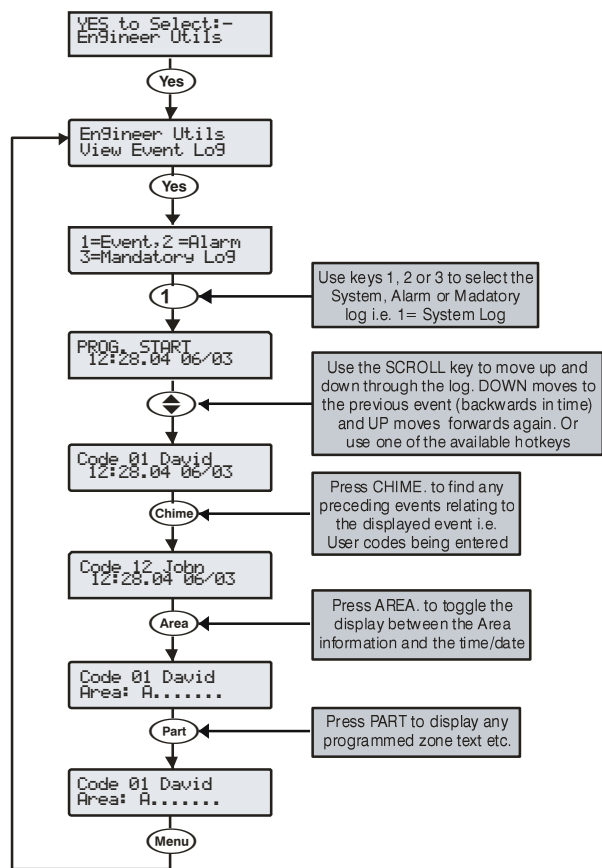 YES to Select:-
En9ineer Utils
Yes
En9ineer Utils
View Event Lo9
Yes
1=Event,2 =Alarm
3=Mandatory Lo9
1
Use keys 1, 2 or 3 to select the
System, Alarm or Madatory
log i.e. 1= System Log
PROG. START
12:28.04 06/03
Use the SCROLL key to move up and
down through the log. DOWN moves to
the previous event (backwards in time)
and UP moves forwards again. Or
use one of the available hotkeys
Code 01 David
12:28.04 06/03
Chime
Press CHIME. to find any
preceding events relating to
the displayed event i.e.
User codes being entered
Code 12 John
12:28.04 06/03
Area
Press AREA. to toggle the
display between the Area
information and the time/date
Code 01 David
Area: A.......
Part
Press PART to display any
programmed zone text etc.
Code 01 David
Area: A.......
Menu